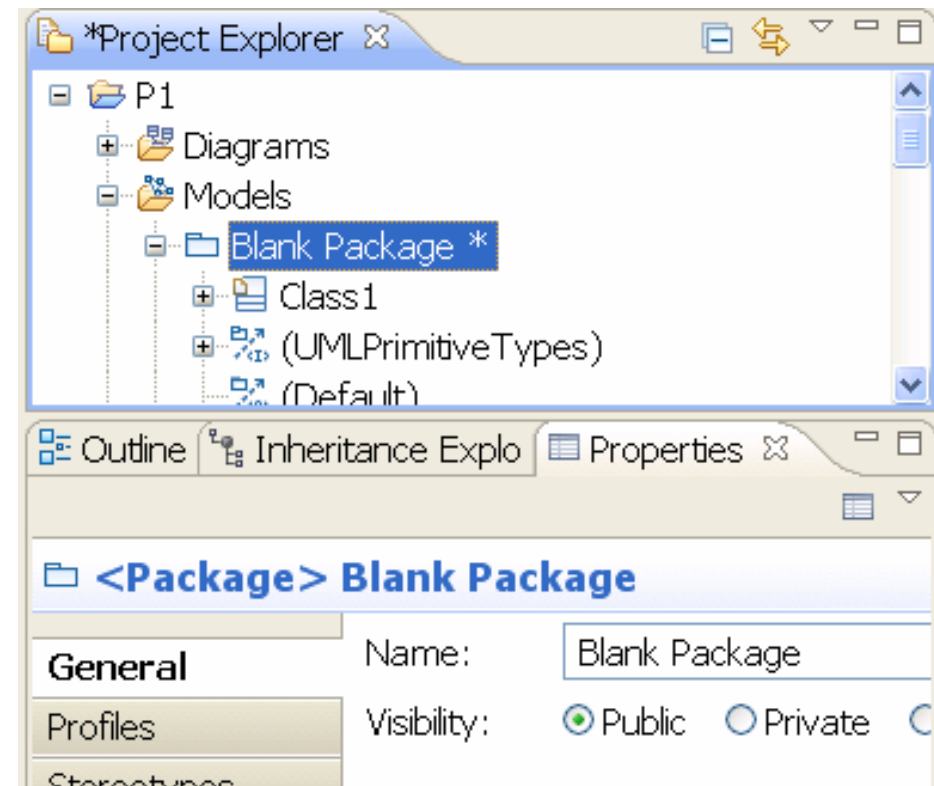 *Project Explorer
P1
Diagrams
Models
Blank Package *
Class1
(UMLPrimitiveTypes)
(Default)
Outline
Inheritance Explo
Properties
<Package> Blank Package
General
Name:
Blank Package
Profiles
Visibility:
Public
Private
Stereotypes